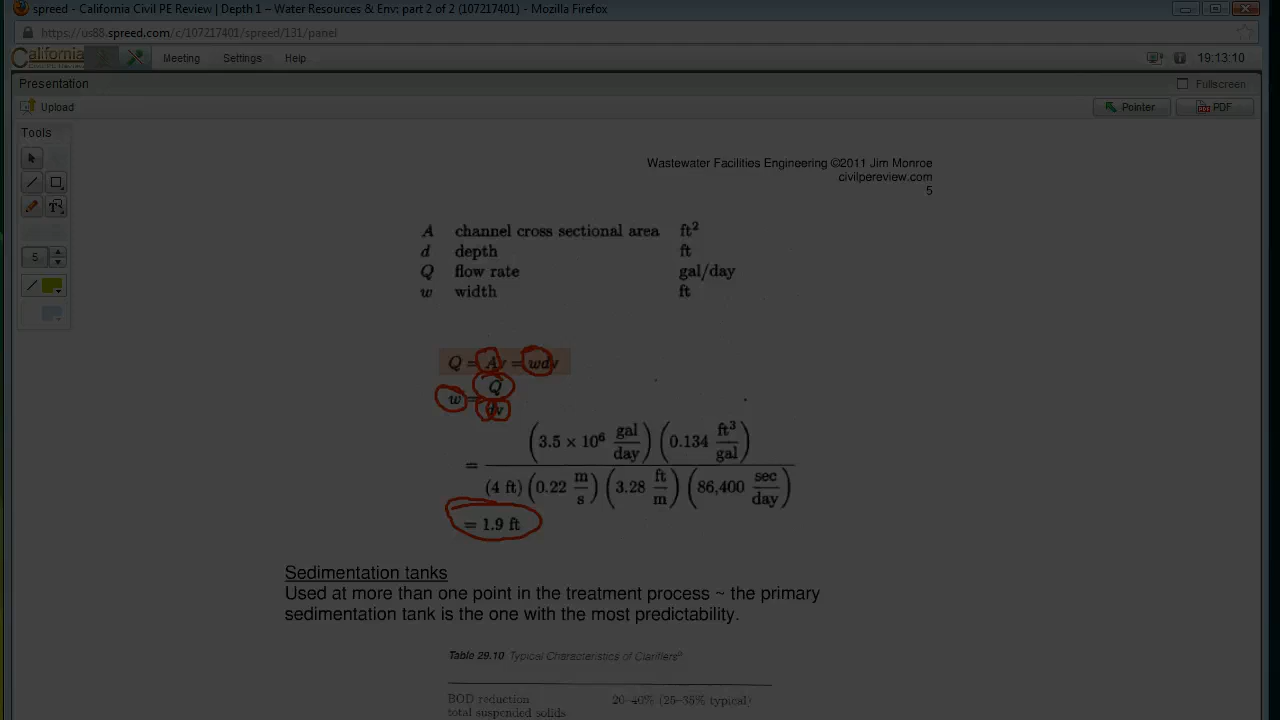 spreed - California Civil PE Review | Depth 1 – Water Resources & Env: part 2 of 2 (107217401) - Mozilla Firefox
https://us88.spreed.com/c/107217401/spreed/131/panel
California
Meeting Settings Help 19:13:10
Presentation Fullscreen
Upload Pointer PDF
Tools
5
Wastewater Facilities Engineering ©2011 Jim Monroe
civilpereview.com
5
A channel cross sectional area ft²
d depth ft
Q flow rate gal/day
w width ft
Q = Av = wdv
w = Q / dv
= (3.5 × 10⁶ gal/day) (0.134 ft³/gal) / (4 ft) (0.22 m/s) (3.28 ft/m) (86,400 sec/day)
= 1.9 ft
Sedimentation tanks
Used at more than one point in the treatment process ~ the primary
sedimentation tank is the one with the most predictability.
Table 29.10 Typical Characteristics of Clarifiers
BOD reduction 20–40% (25–35% typical)
total suspended solids